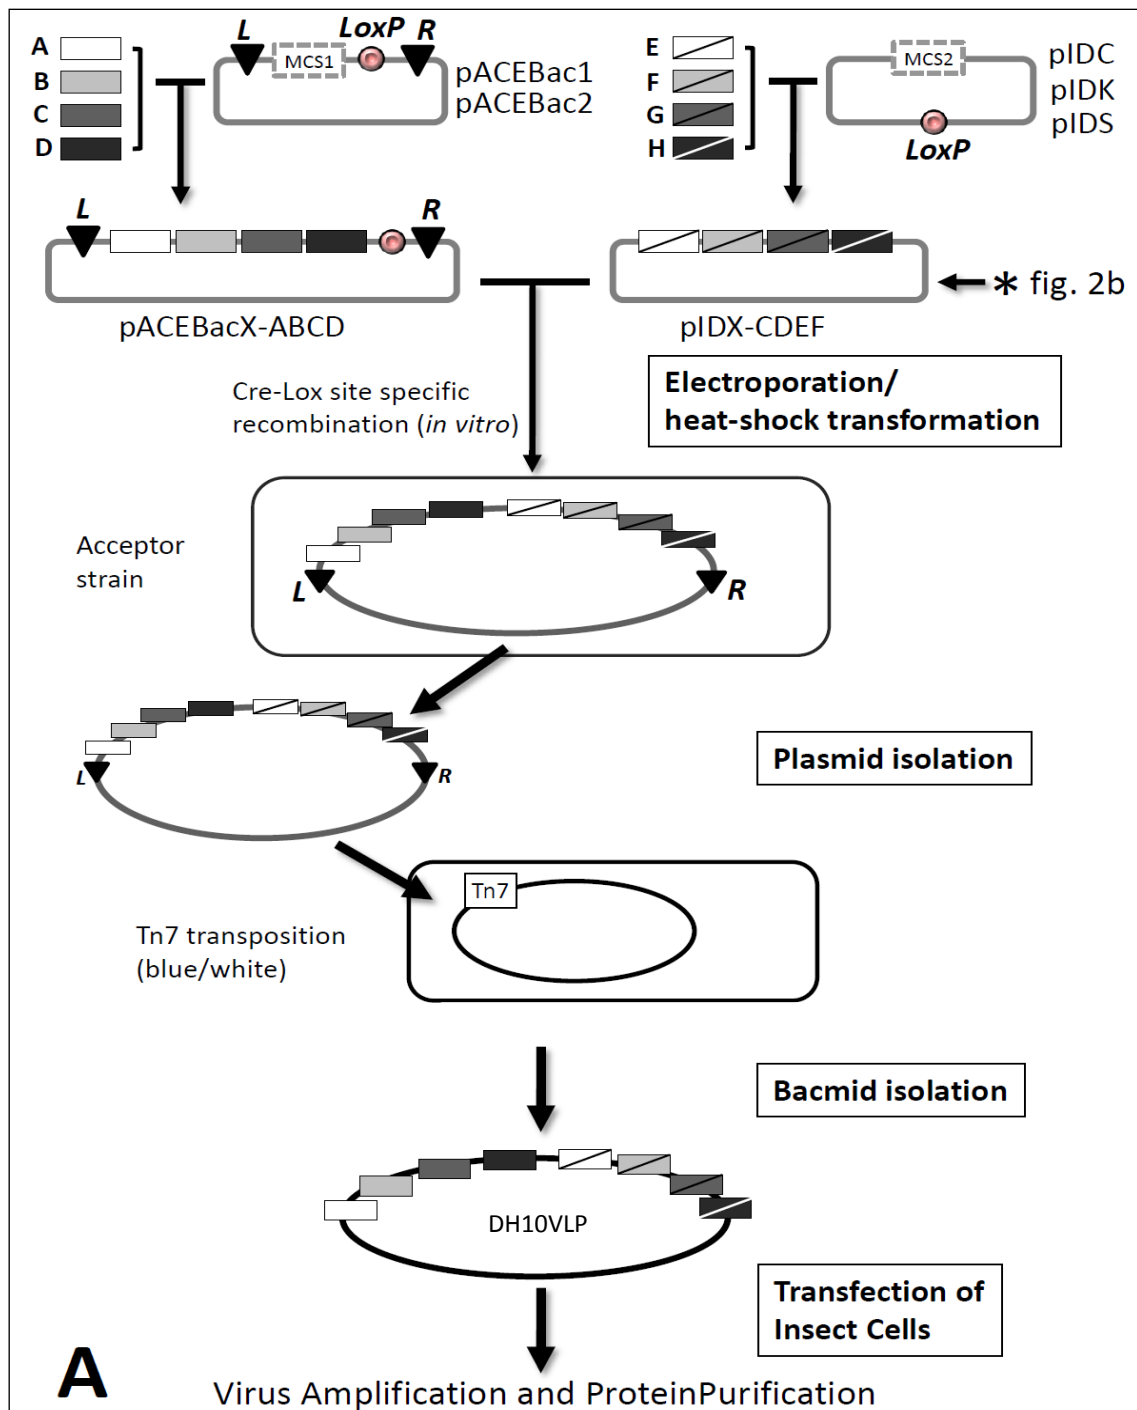 A
B
C
D
L
LoxP
R
MCS1
pACEBac1
pACEBac2
E
F
G
H
MCS2
LoxP
pIDC
pIDK
pIDS
L
R
pACEBacX-ABCD
pIDX-CDEF
* fig. 2b
Cre-Lox site specific
recombination (in vitro)
Electroporation/
heat-shock transformation
Acceptor
strain
L
R
L
R
Plasmid isolation
Tn7
Tn7 transposition
(blue/white)
Bacmid isolation
DH10VLP
Transfection of
Insect Cells
A
Virus Amplification and ProteinPurification